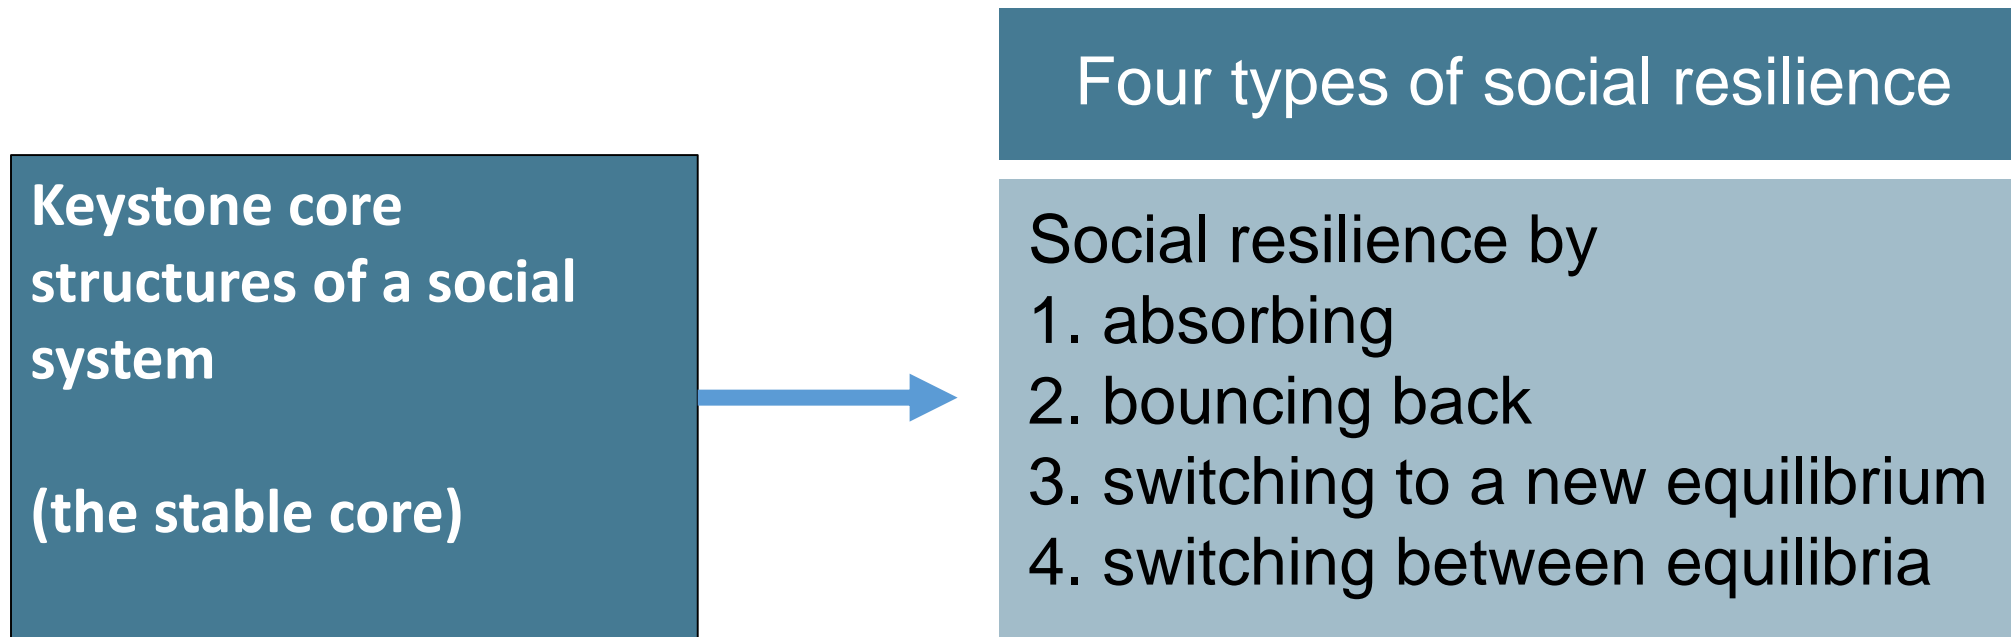 Four types of social resilience
Keystone core
structures of a social
system
(the stable core)
Social resilience by
1. absorbing
2. bouncing back
3. switching to a new equilibrium
4. switching between equilibria